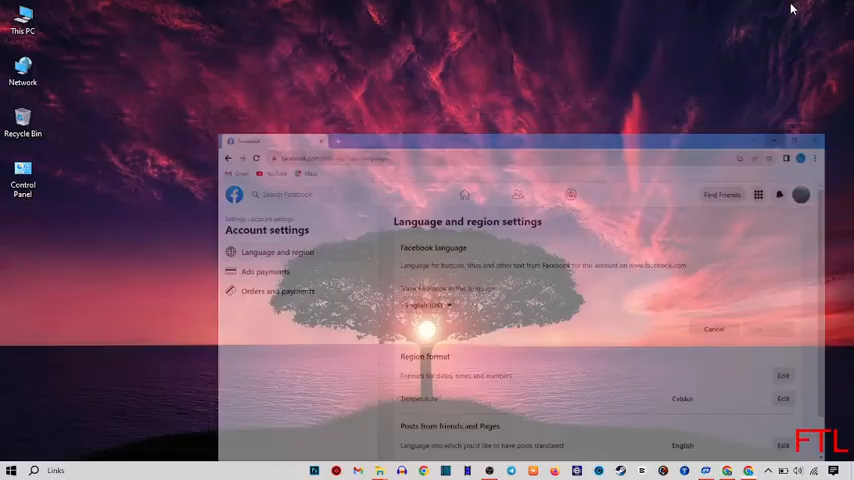 This PC
Network
Recycle Bin
Control
Panel
Facebook
Gmail YouTube Maps
Search Facebook
Find Friends
Settings › Account settings
Account settings
Language and region
Ads payments
Orders and payments
Language and region settings
Facebook language
Language for buttons, titles and other text from Facebook for this account on www.facebook.com
Show Facebook in this language
English (UK)
Cancel
Region format
Formats for dates, times and numbers
Edit
Temperature
Celsius
Edit
Posts from friends and Pages
Language into which you'd like to have posts translated
English
Edit
FTL
Links